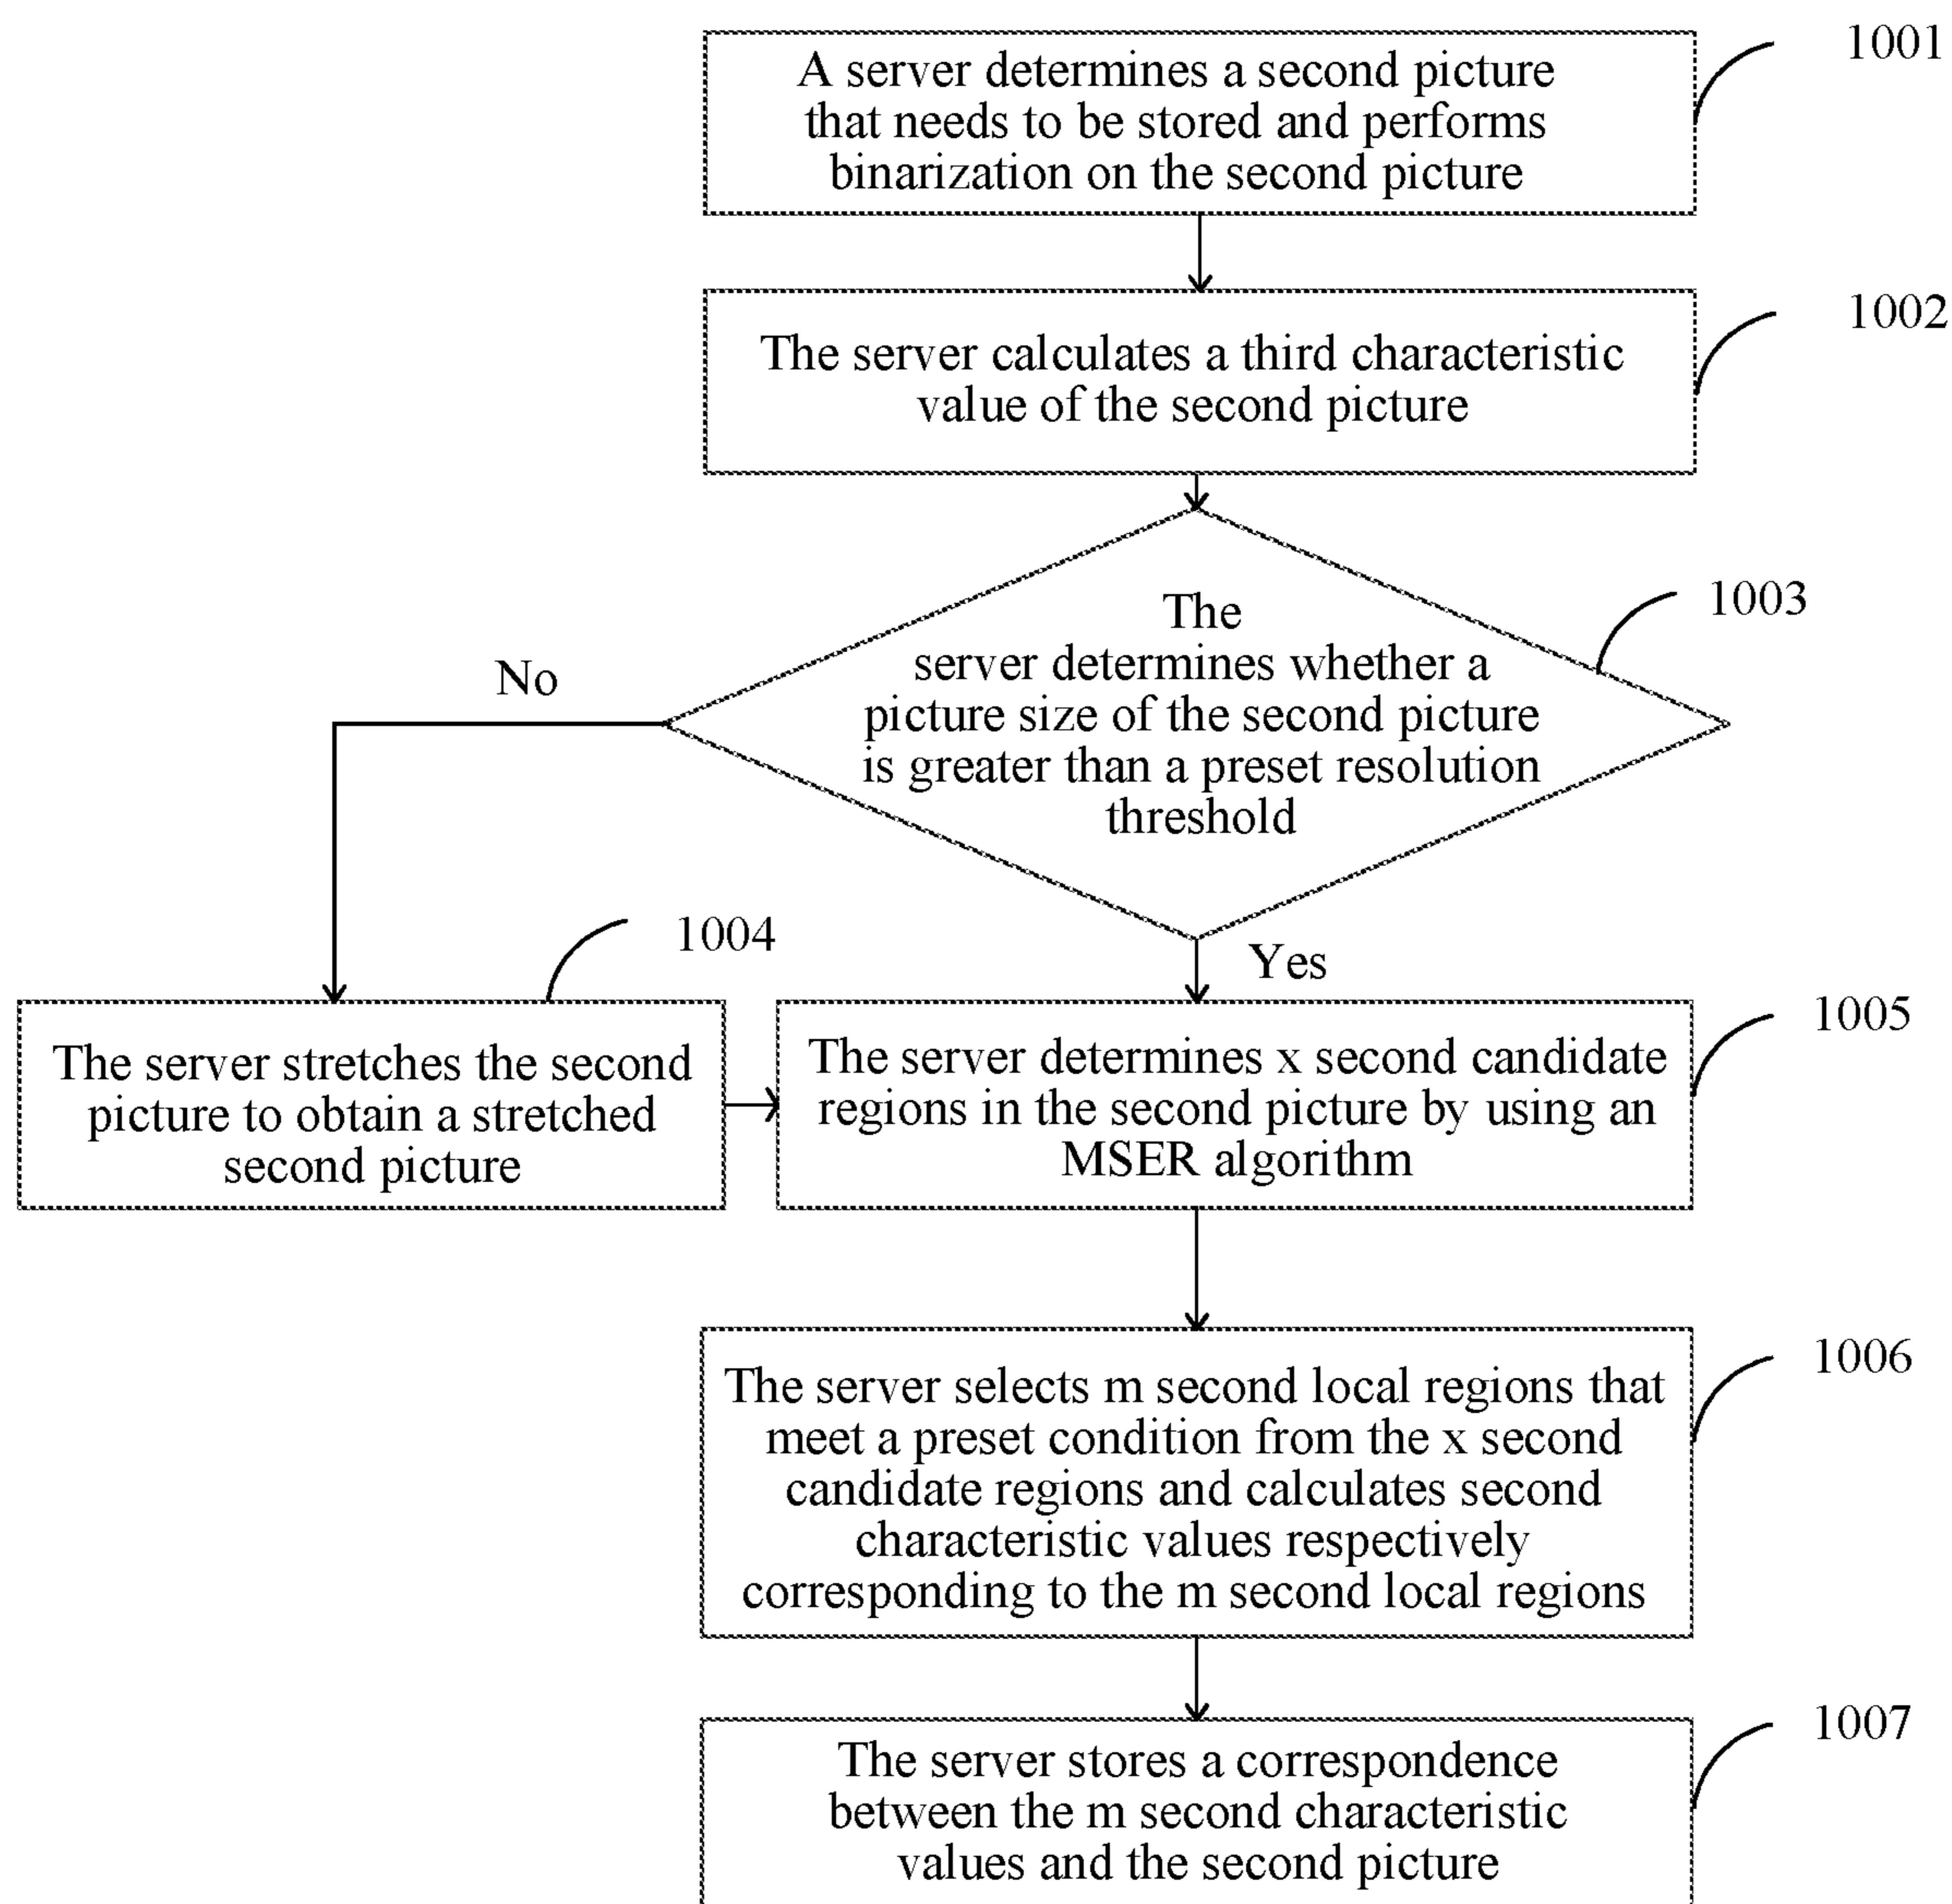 A server determines a second picture
that needs to be stored and performs
binarization on the second picture
1001
The server calculates a third characteristic
value of the second picture
1002
The
server determines whether a
picture size of the second picture
is greater than a preset resolution
threshold
1003
No
Yes
1004
The server stretches the second
picture to obtain a stretched
second picture
The server determines x second candidate
regions in the second picture by using an
MSER algorithm
1005
The server selects m second local regions that
meet a preset condition from the x second
candidate regions and calculates second
characteristic values respectively
corresponding to the m second local regions
1006
The server stores a correspondence
between the m second characteristic
values and the second picture
1007